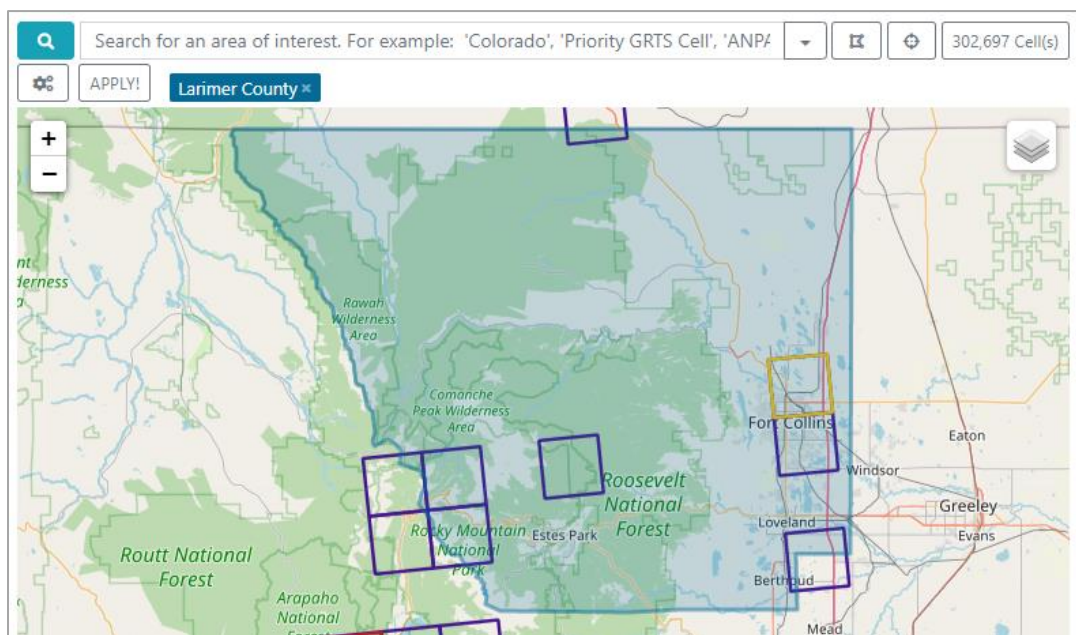 Search for an area of interest. For example: 'Colorado', 'Priority GRTS Cell', 'ANPA
302,697 Cell(s)
APPLY!
Larimer County ×
+
−
Rawah
Wilderness
Area
Comanche
Peak Wilderness
Area
Fort Collins
Eaton
Windsor
Roosevelt
National
Forest
Greeley
Rocky Mountain
National
Park
Estes Park
Loveland
Evans
Routt National
Forest
Berthoud
Arapaho
National
Mead